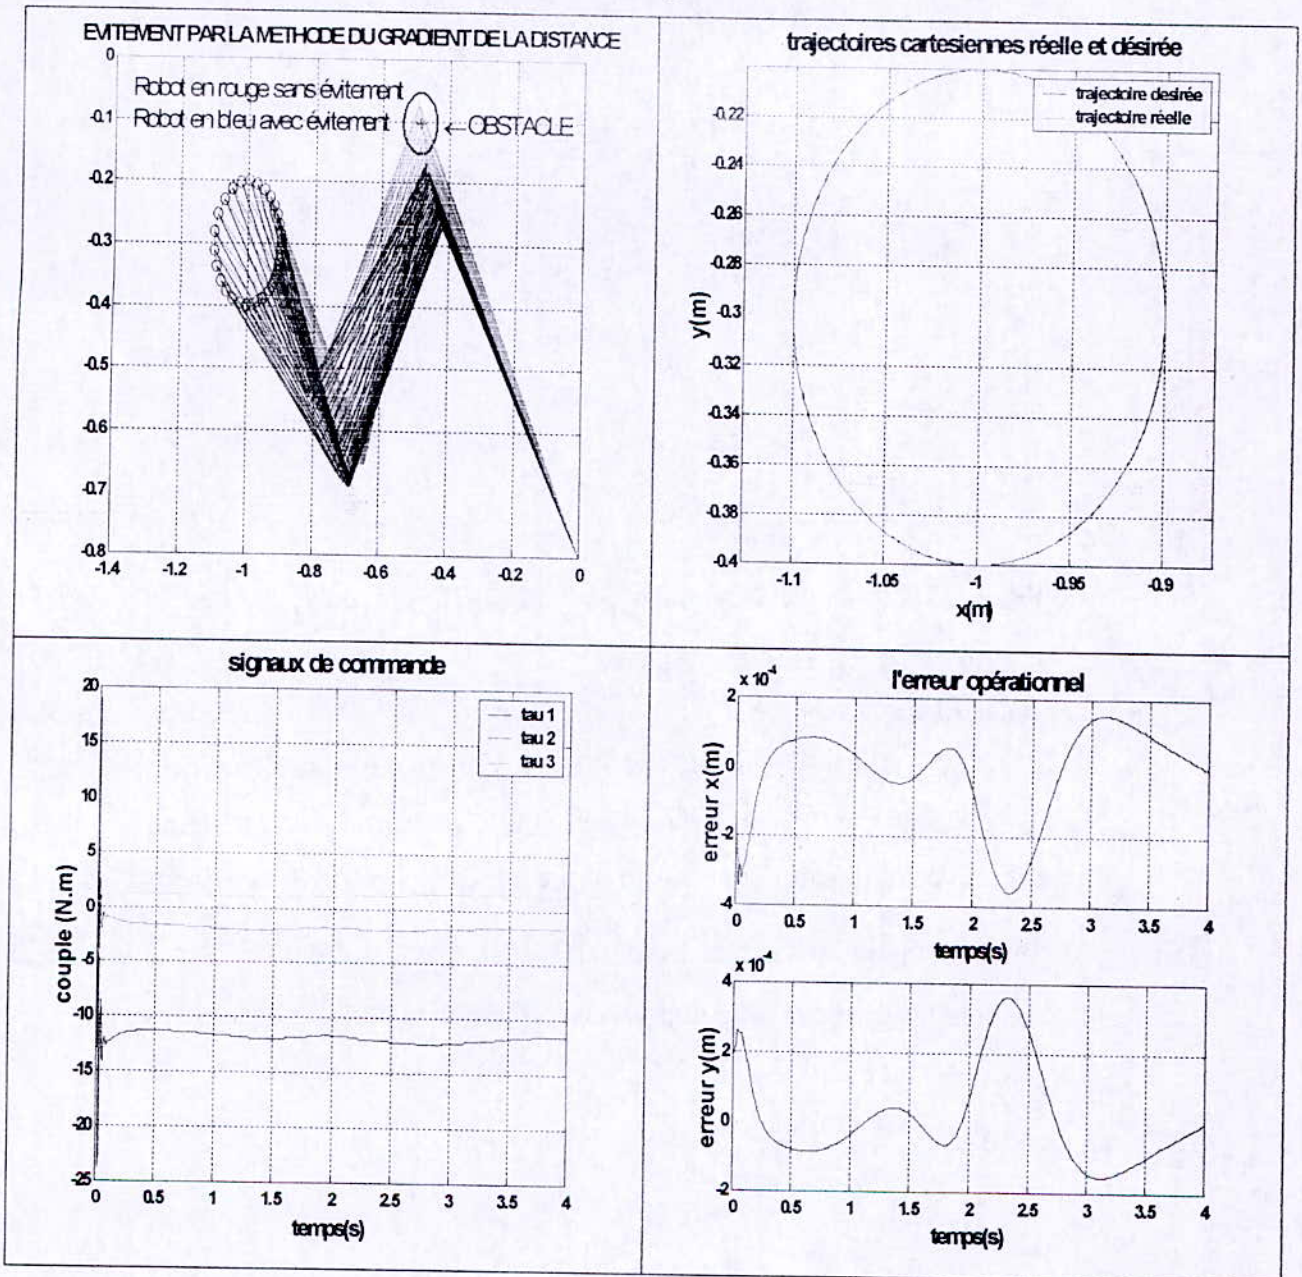 EVITEMENT PAR LA METHODE DU GRADIENT DE LA DISTANCE
0
-0.1
-0.2
-0.3
-0.4
-0.5
-0.6
-0.7
-0.8
Robot en rouge sans évitement
Robot en bleu avec évitement
← OBSTACLE
-1.4 -1.2 -1 -0.8 -0.6 -0.4 -0.2 0
trajectoires cartesiennes réelle et désirée
trajectoire desirée
trajectoire réelle
y(m)
-0.22
-0.24
-0.26
-0.28
-0.3
-0.32
-0.34
-0.36
-0.38
-0.4
-1.1 -1.05 -1 -0.95 -0.9
x(m)
signaux de commande
tau 1
tau 2
tau 3
couple (N.m)
20
15
10
5
0
-5
-10
-15
-20
-25
0 0.5 1 1.5 2 2.5 3 3.5 4
temps(s)
l'erreur opérationnel
erreur x(m)
2
0
-2
-4
0 0.5 1 1.5 2 2.5 3 3.5 4
temps(s)
x 10⁻⁴
erreur y(m)
4
2
0
-2
0 0.5 1 1.5 2 2.5 3 3.5 4
temps(s)